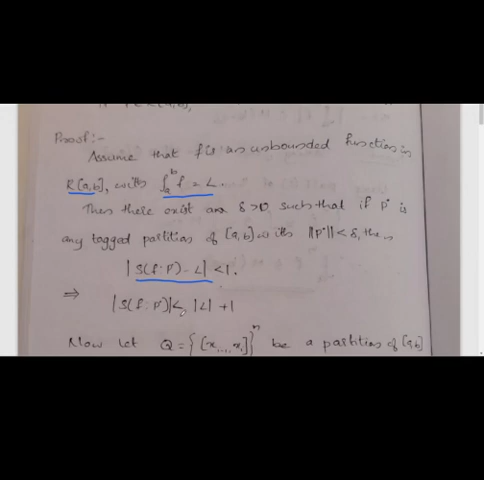 Proof:-
Assume that f is an unbounded function in
R[a,b], with ∫_a^b f = L.
Then there exist an δ>0 such that if Ṗ is
any tagged partition of [a,b] with ||Ṗ|| < δ, then
|S(f:Ṗ) - L| < 1.
⇒ |S(f:Ṗ)| < |L| + 1
Now let Q = {[x_{i-1}, x_i]}^n be a partition of [a,b]